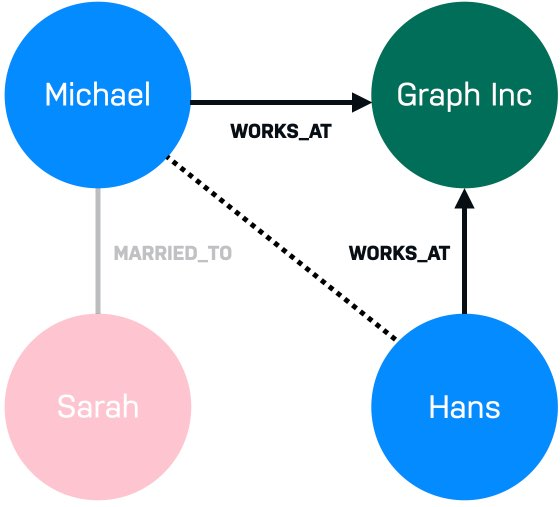 Michael
Graph Inc
WORKS_AT
MARRIED_TO
WORKS_AT
Sarah
Hans